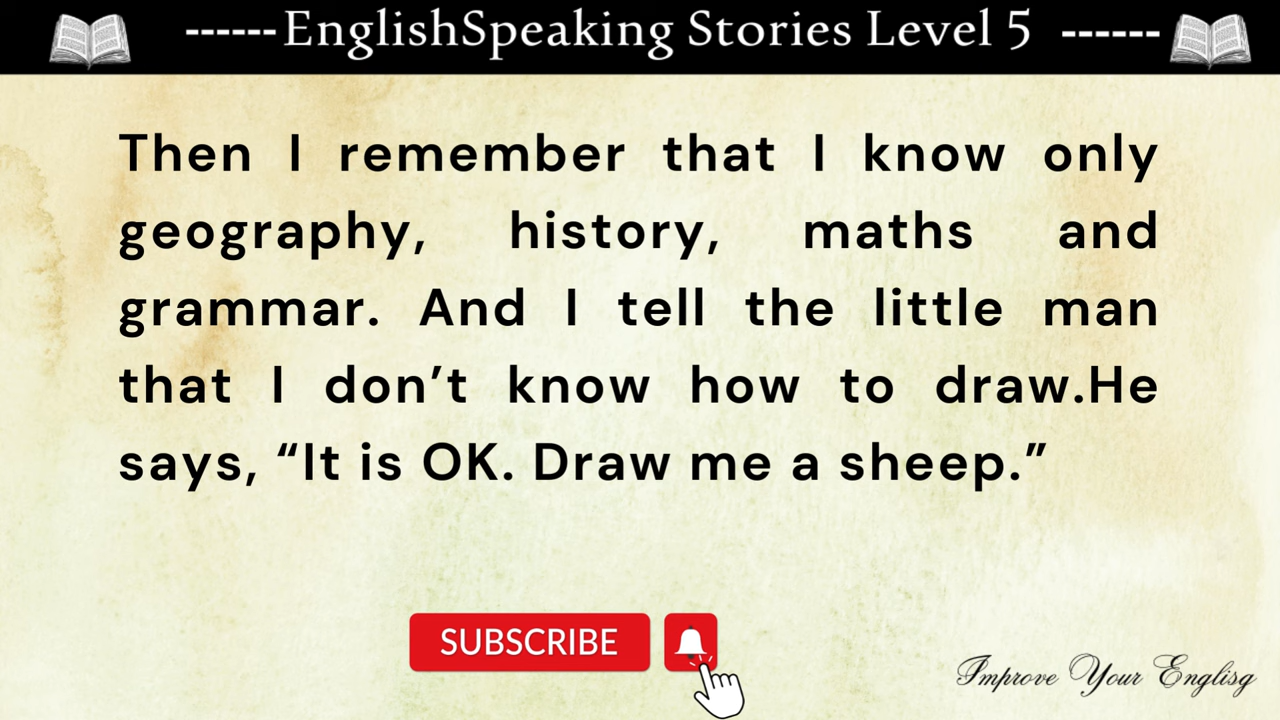 ------EnglishSpeaking Stories Level 5 ------
Then I remember that I know only
geography, history, maths and
grammar. And I tell the little man
that I don’t know how to draw.He
says, “It is OK. Draw me a sheep.”
SUBSCRIBE
Improve Your Englisg